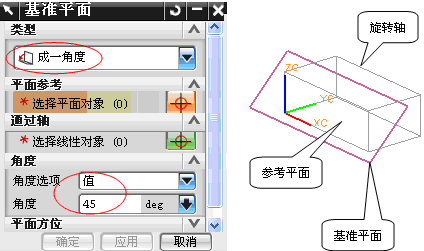 基准平面
类型
成一角度
平面参考
* 选择平面对象 (0)
通过轴
* 选择线性对象 (0)
角度
角度选项 值
角度 45 deg
平面方位
确定 应用 取消
旋转轴
ZC
YC
XC
参考平面
基准平面